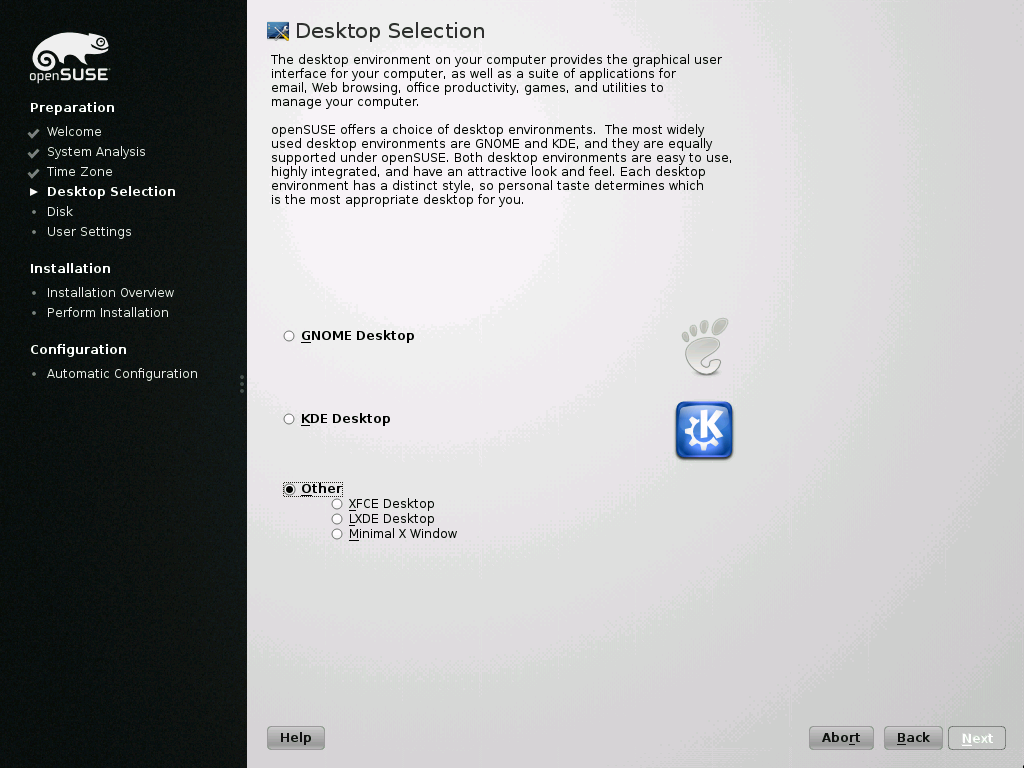 openSUSE
Preparation
Welcome
System Analysis
Time Zone
Desktop Selection
Disk
User Settings
Installation
Installation Overview
Perform Installation
Configuration
Automatic Configuration
Desktop Selection
The desktop environment on your computer provides the graphical user
interface for your computer, as well as a suite of applications for
email, Web browsing, office productivity, games, and utilities to
manage your computer.
openSUSE offers a choice of desktop environments.  The most widely
used desktop environments are GNOME and KDE, and they are equally
supported under openSUSE. Both desktop environments are easy to use,
highly integrated, and have an attractive look and feel. Each desktop
environment has a distinct style, so personal taste determines which
is the most appropriate desktop for you.
GNOME Desktop
KDE Desktop
Other
XFCE Desktop
LXDE Desktop
Minimal X Window
Help
Abort
Back
Next